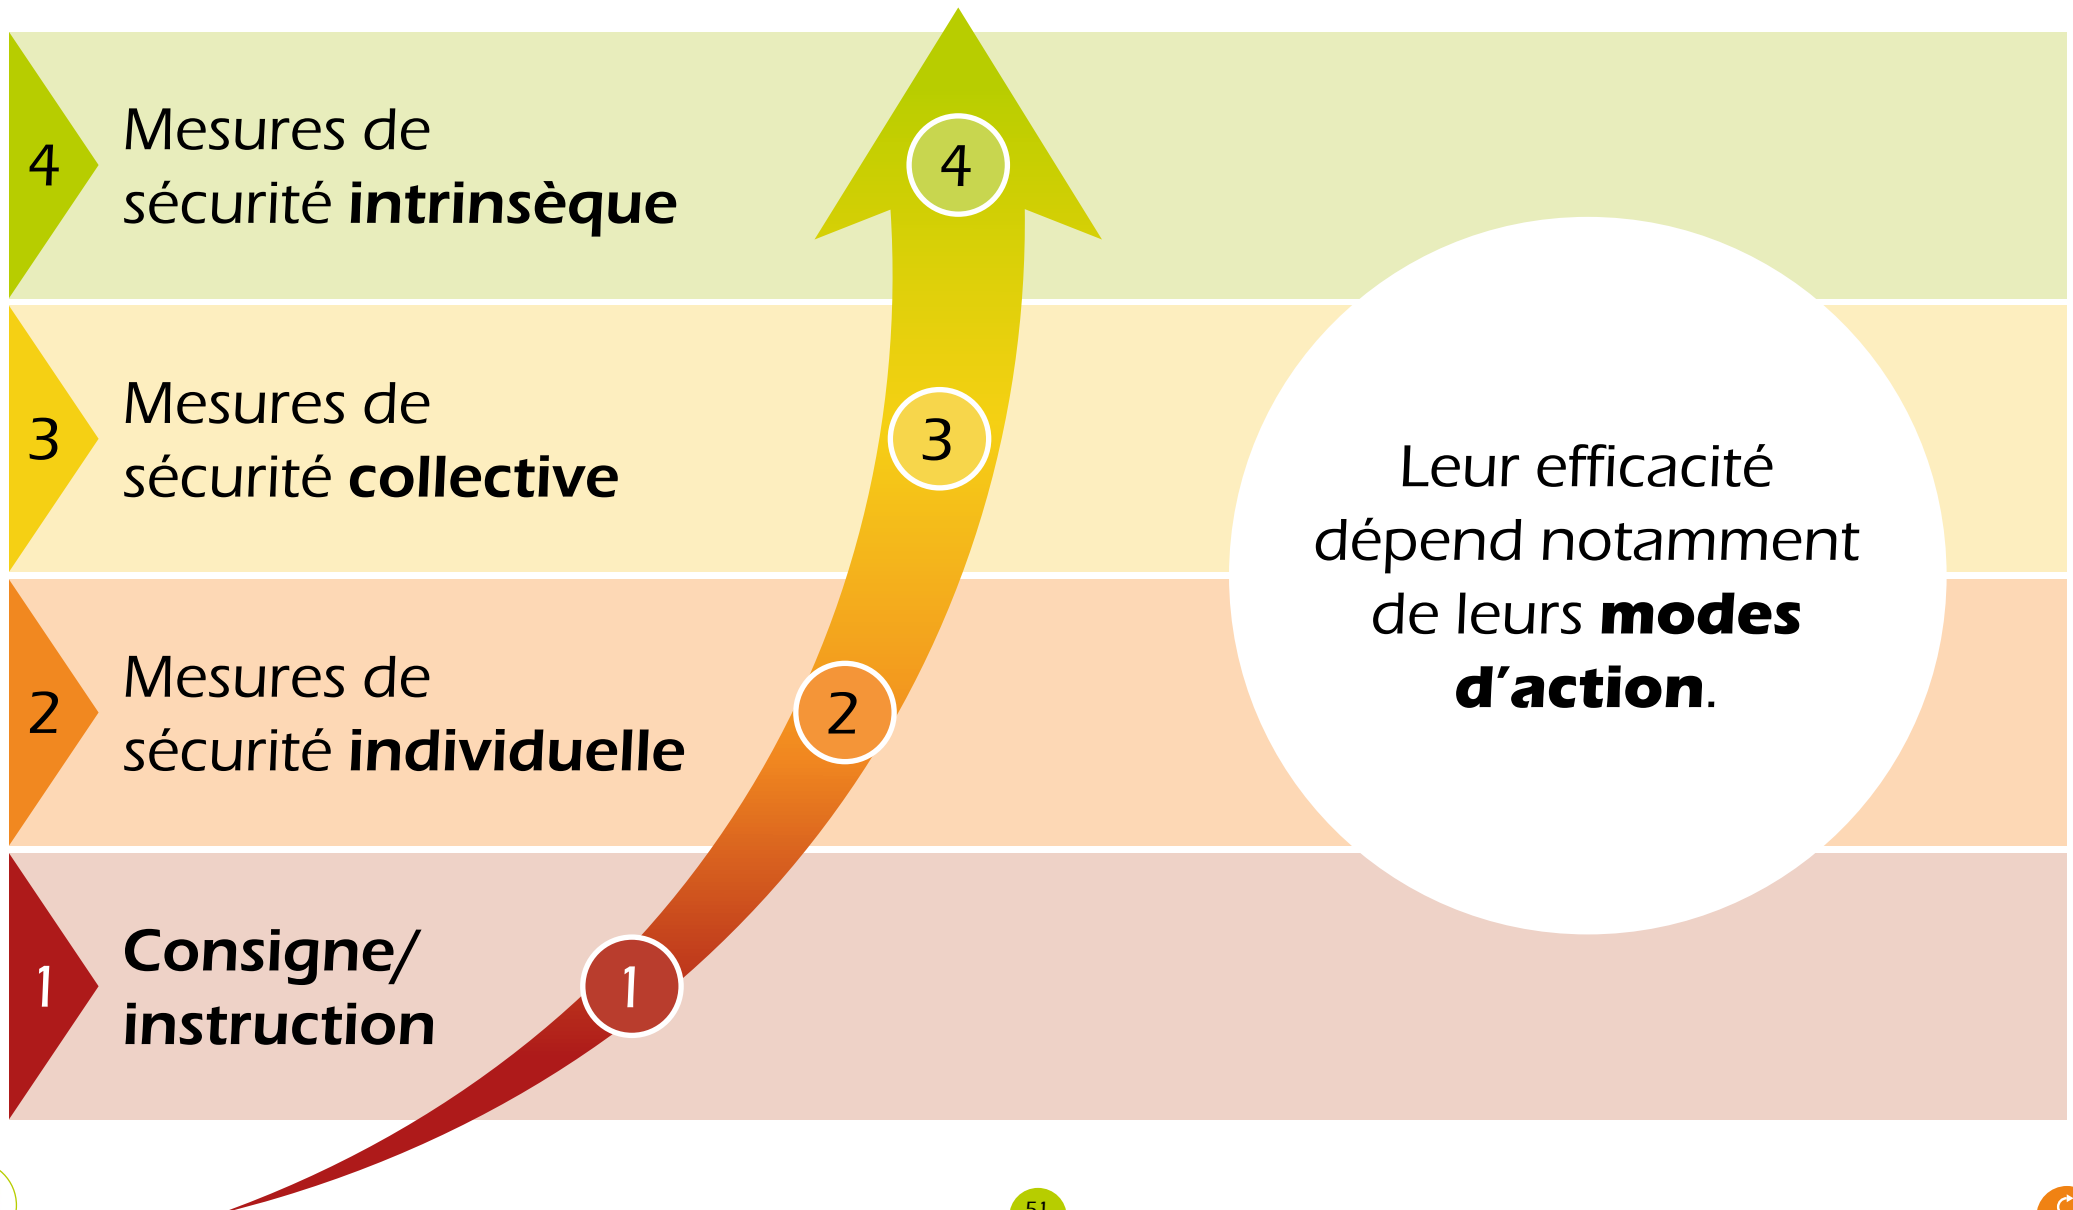 4
Mesures de
sécurité intrinsèque
4
3
Mesures de
sécurité collective
3
Leur efficacité
dépend notamment
de leurs modes
d’action.
2
Mesures de
sécurité individuelle
2
1
Consigne/
instruction
1
51